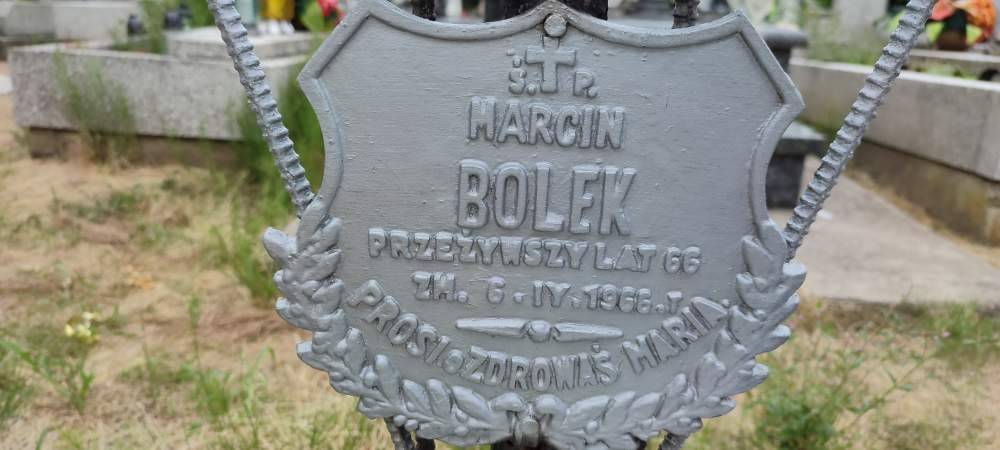 Ś. P.
MARCIN
BOLEK
PRZEŻYWSZY LAT 66
ZM. 6. IV. 1966. r.
PROSI o ZDROWAŚ MARIA